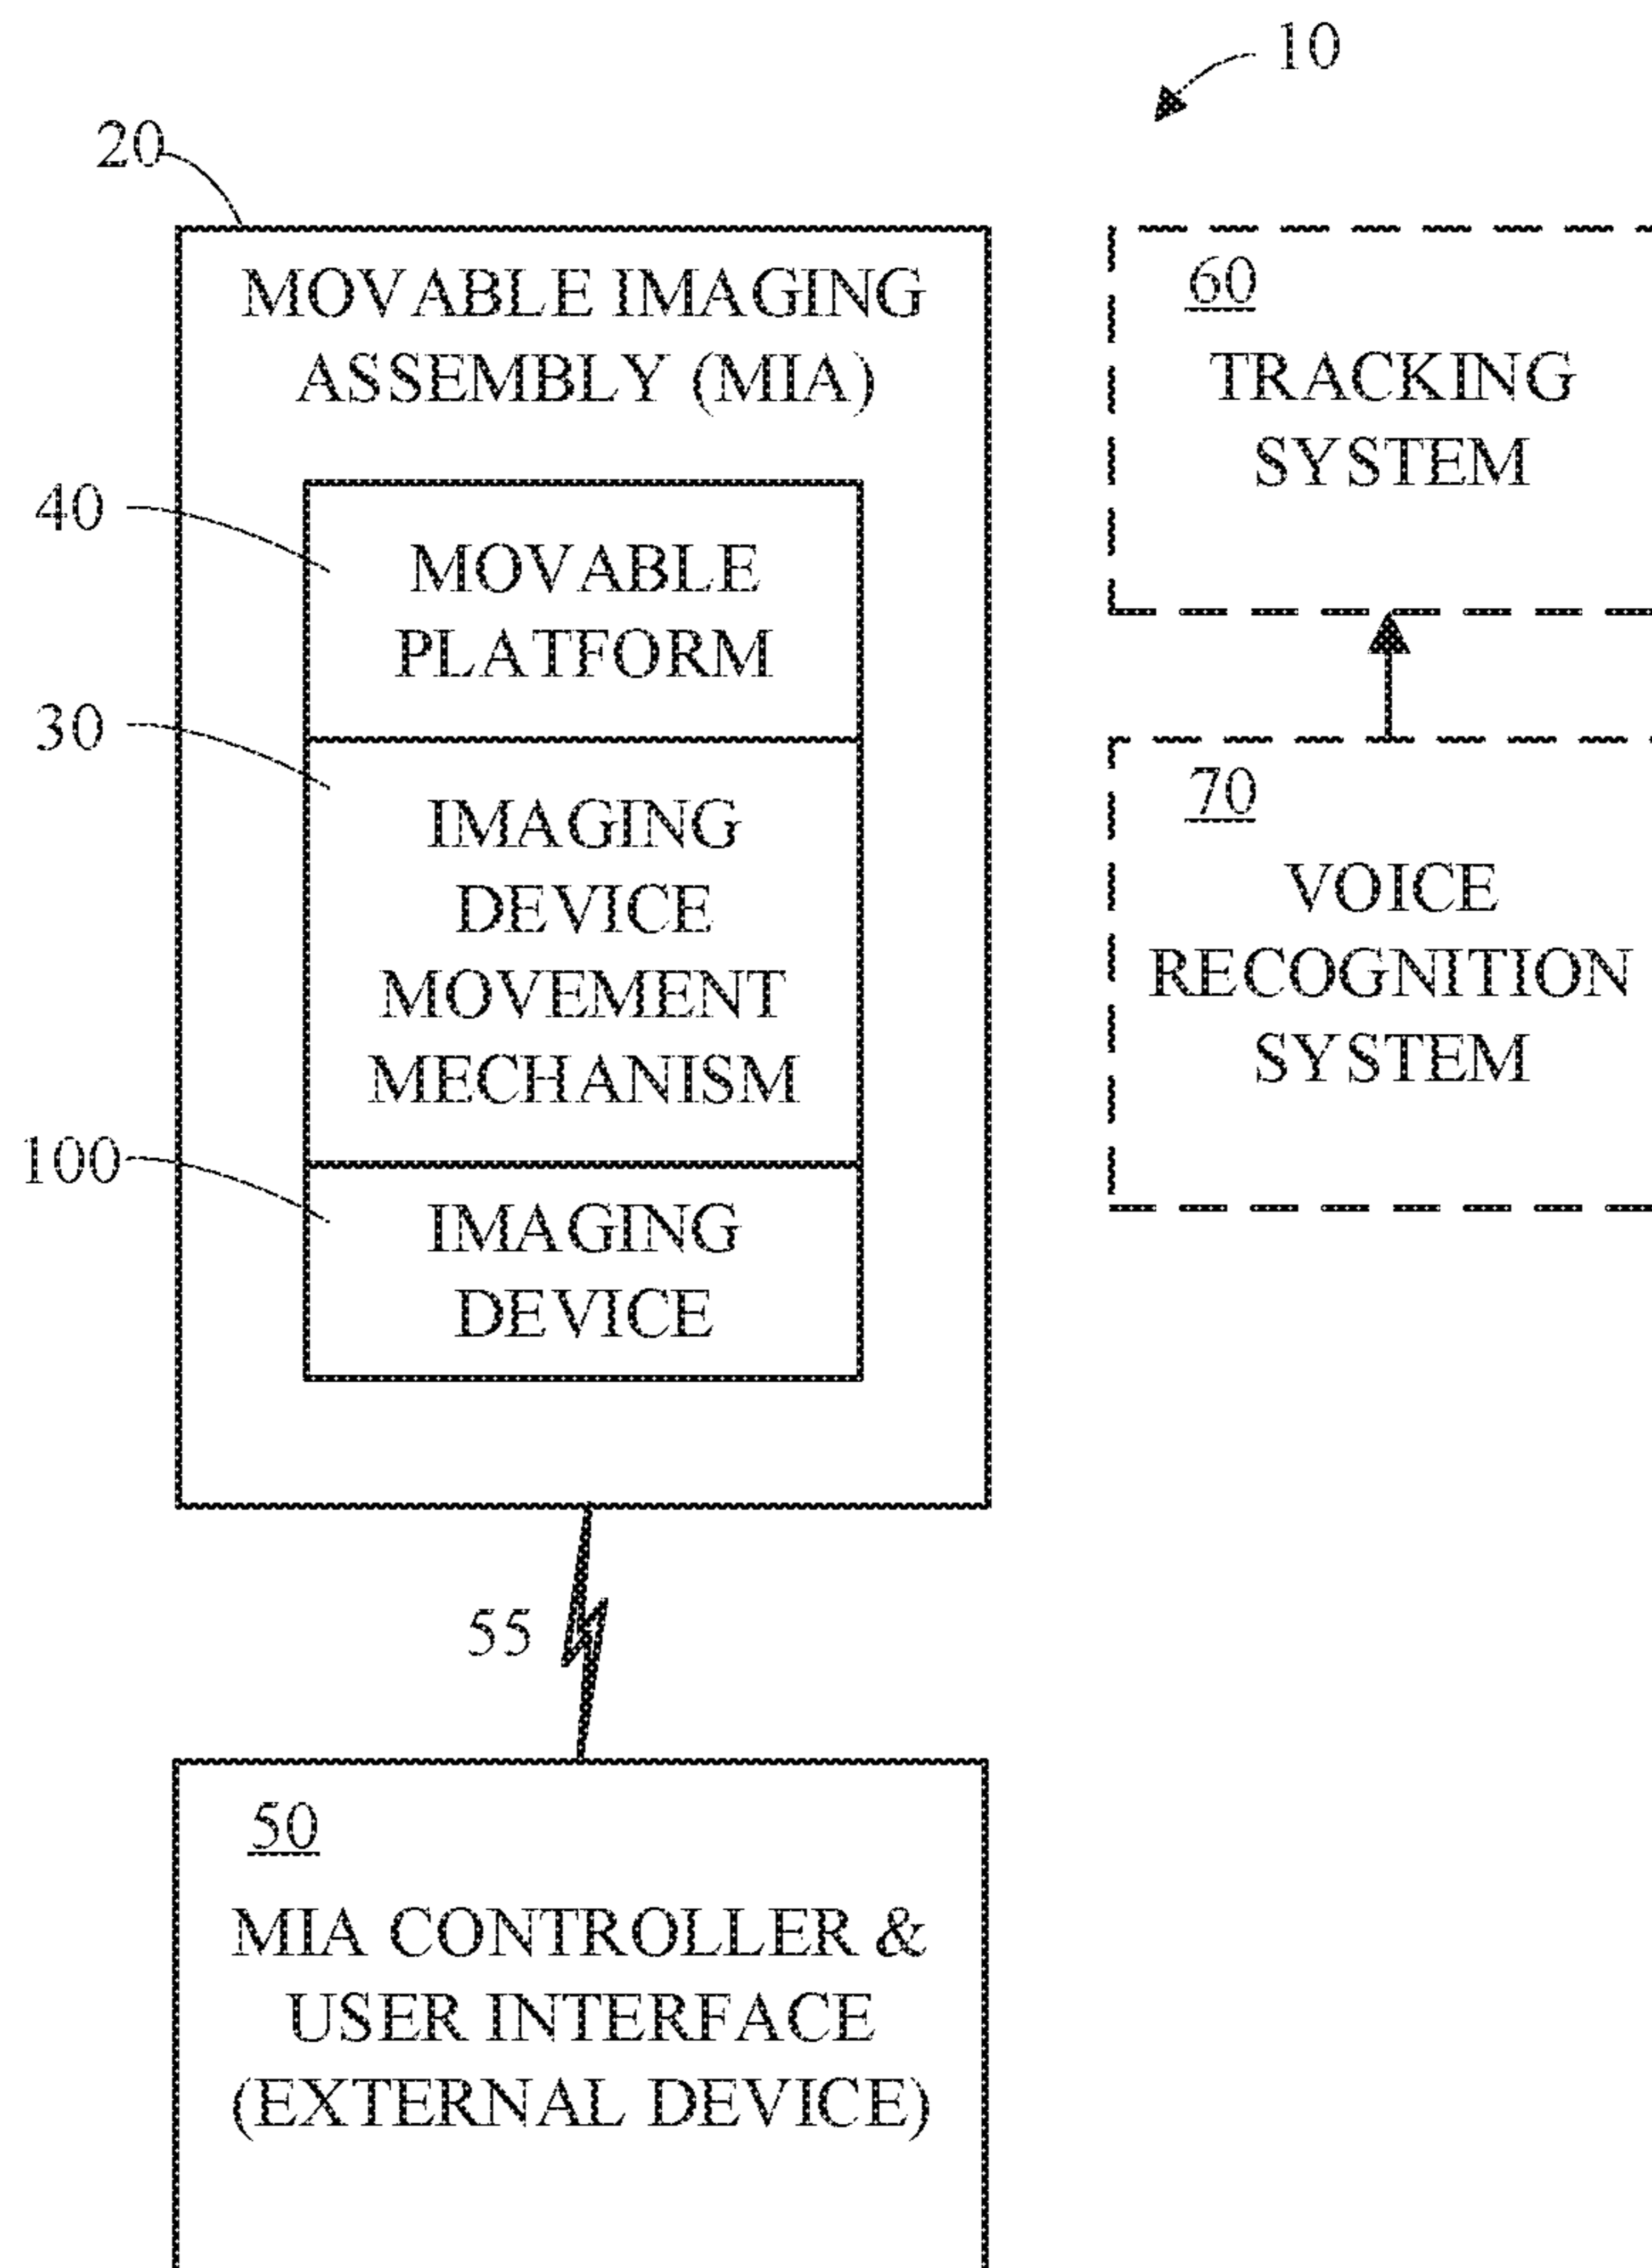 10
20
MOVABLE IMAGING
ASSEMBLY (MIA)
40
MOVABLE
PLATFORM
30
IMAGING
DEVICE
MOVEMENT
MECHANISM
100
IMAGING
DEVICE
60
TRACKING
SYSTEM
70
VOICE
RECOGNITION
SYSTEM
55
50
MIA CONTROLLER &
USER INTERFACE
(EXTERNAL DEVICE)